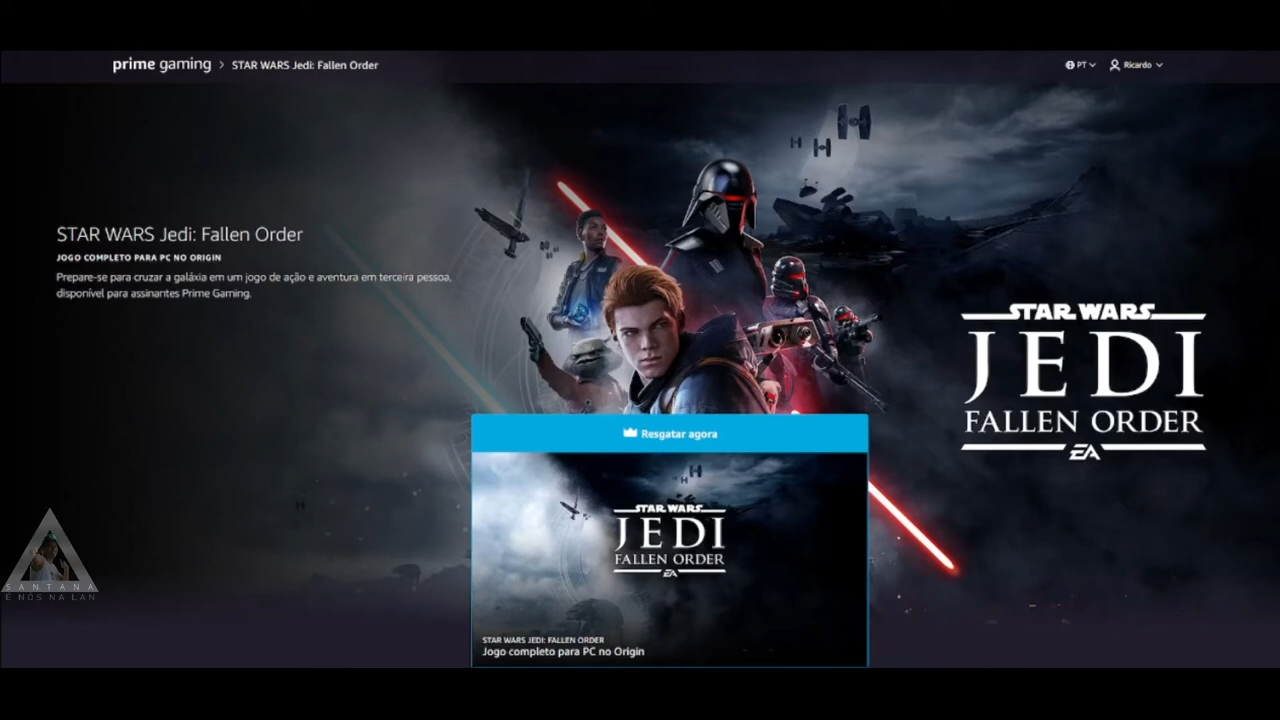 prime gaming > STAR WARS Jedi: Fallen Order
PT
Ricardo
STAR WARS Jedi: Fallen Order
JOGO COMPLETO PARA PC NO ORIGIN
Prepare-se para cruzar a galáxia em um jogo de ação e aventura em terceira pessoa,
disponível para assinantes Prime Gaming.
STAR WARS
JEDI
FALLEN ORDER
EA
Resgatar agora
STAR WARS
JEDI
FALLEN ORDER
EA
STAR WARS JEDI: FALLEN ORDER
Jogo completo para PC no Origin
SANTANA
É NÓS NA LAN